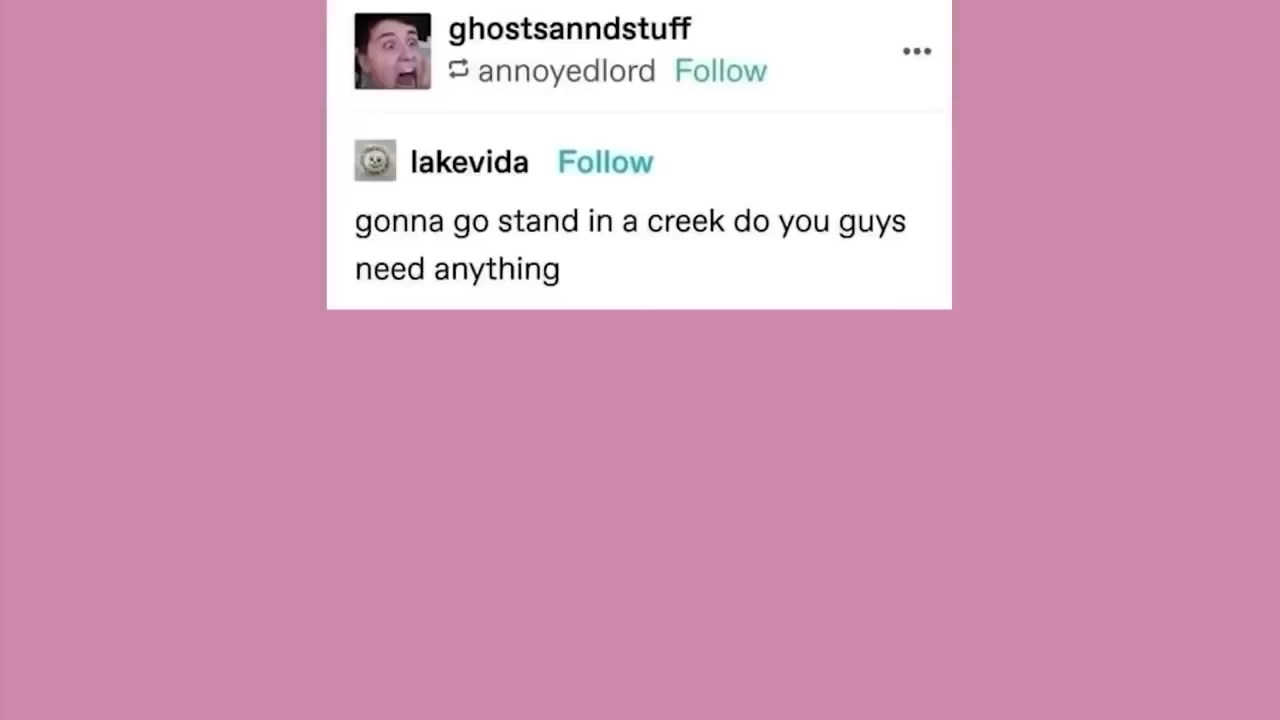 ghostsanndstuff
annoyedlord Follow
lakevida Follow
gonna go stand in a creek do you guys
need anything